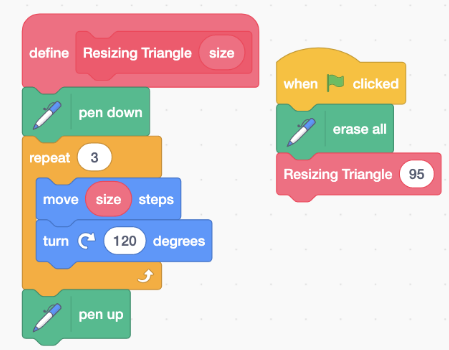 define Resizing Triangle size
pen down
repeat 3
move size steps
turn 120 degrees
pen up
when clicked
erase all
Resizing Triangle 95